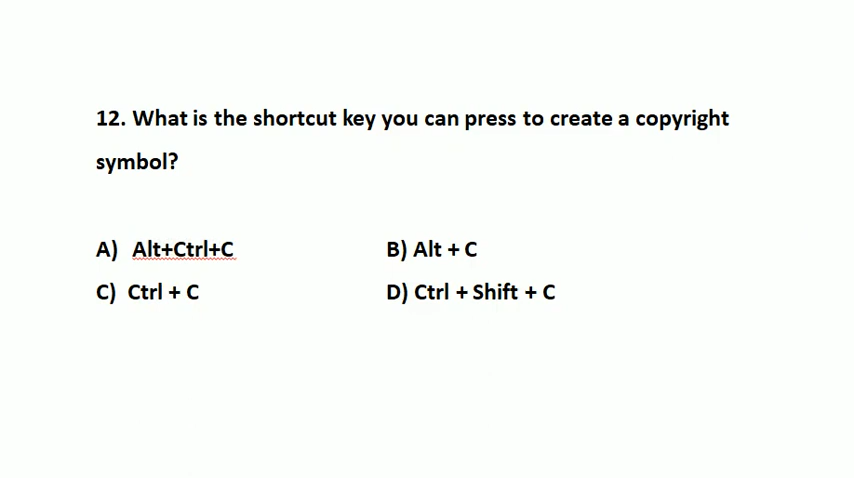 12. What is the shortcut key you can press to create a copyright
symbol?
A) Alt+Ctrl+C B) Alt + C
C) Ctrl + C D) Ctrl + Shift + C